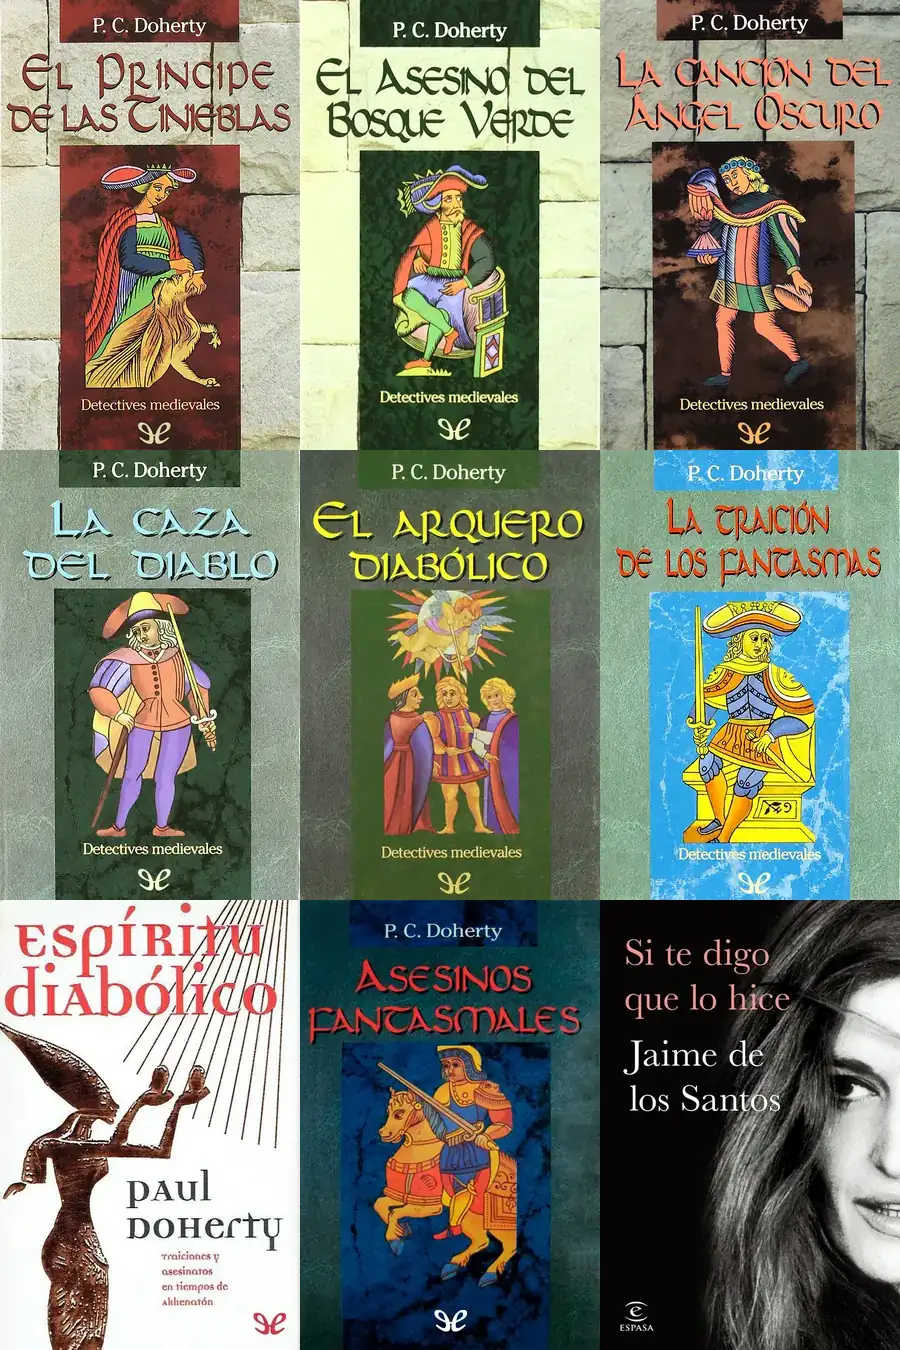 P. C. Doherty
El Príncipe
de las Tinieblas
Detectives medievales
P. C. Doherty
El Asesino del
Bosque Verde
Detectives medievales
P. C. Doherty
La canción del
Ángel Oscuro
Detectives medievales
P. C. Doherty
La caza
del diablo
Detectives medievales
P. C. Doherty
El arquero
diabólico
Detectives medievales
P. C. Doherty
La traición
de los fantasmas
Detectives medievales
espíritu
diabólico
Paul
Doherty
Traiciones y
asesinatos
en tiempos de
Akhenatón
P. C. Doherty
Asesinos
fantasmales
Si te digo
que lo hice
Jaime de
los Santos
ESPASA